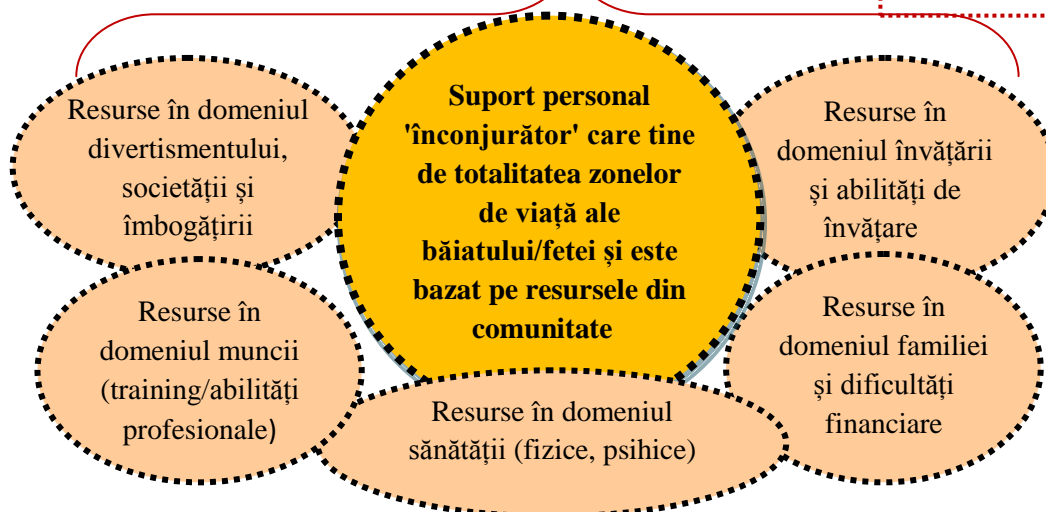 Resurse în domeniul
divertismentului,
societății și
îmbogățirii
Suport personal
'înconjurător' care tine
de totalitatea zonelor
de viață ale
băiatului/fetei și este
bazat pe resursele din
comunitate
Resurse în
domeniul învățării
și abilități de
învățare
Resurse în
domeniul muncii
(training/abilități
profesionale)
Resurse în domeniul
sănătății (fizice, psihice)
Resurse în
domeniul familiei
și dificultăți
financiare